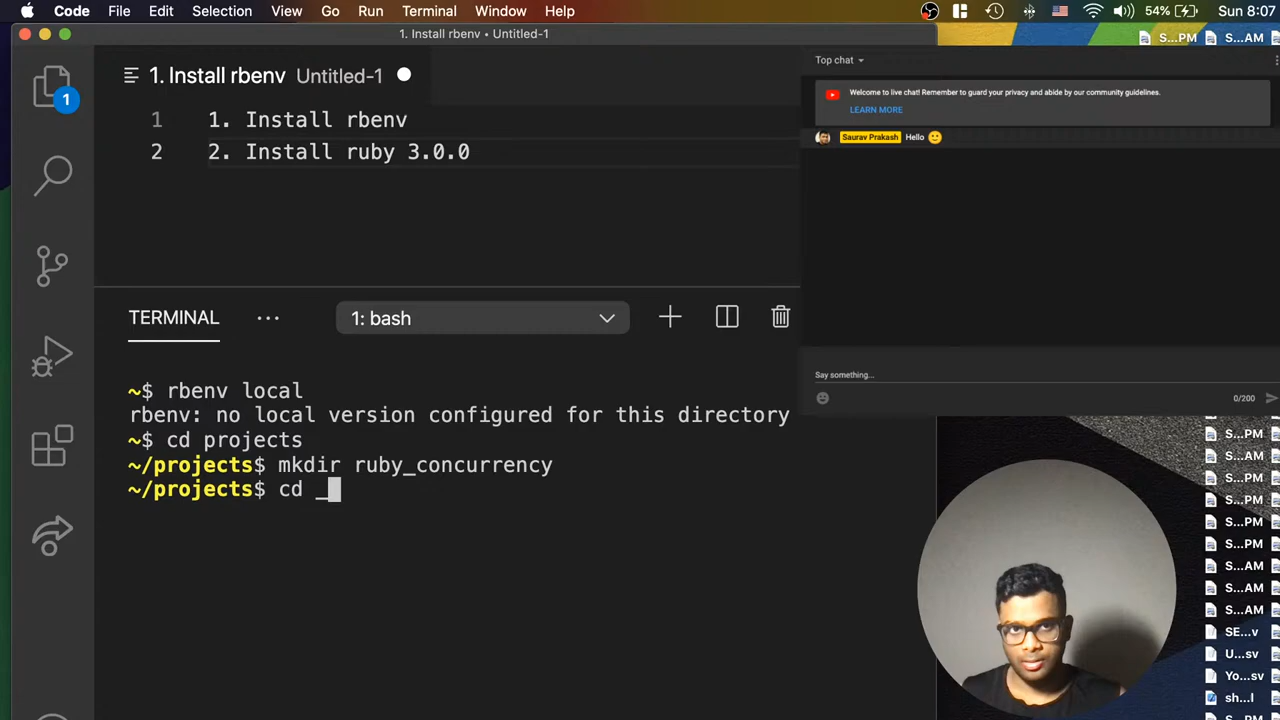 Code File Edit Selection View Go Run Terminal Window Help 54% Sun 8:07
1. Install rbenv • Untitled-1
S...PM S...AM
1. Install rbenv Untitled-1
1
1 1. Install rbenv
2 2. Install ruby 3.0.0
TERMINAL ... 1: bash
~$ rbenv local
rbenv: no local version configured for this directory
~$ cd projects
~/projects$ mkdir ruby_concurrency
~/projects$ cd _
Top chat
Welcome to live chat! Remember to guard your privacy and abide by our community guidelines.
LEARN MORE
Saurav Prakash Hello
Say something...
0/200
S...PM
S...AM
S...PM
S...PM
S...PM
S...PM
S...AM
S...AM
S...AM
SE...v
U...sv
Yo...sv
sh...l
S...PM